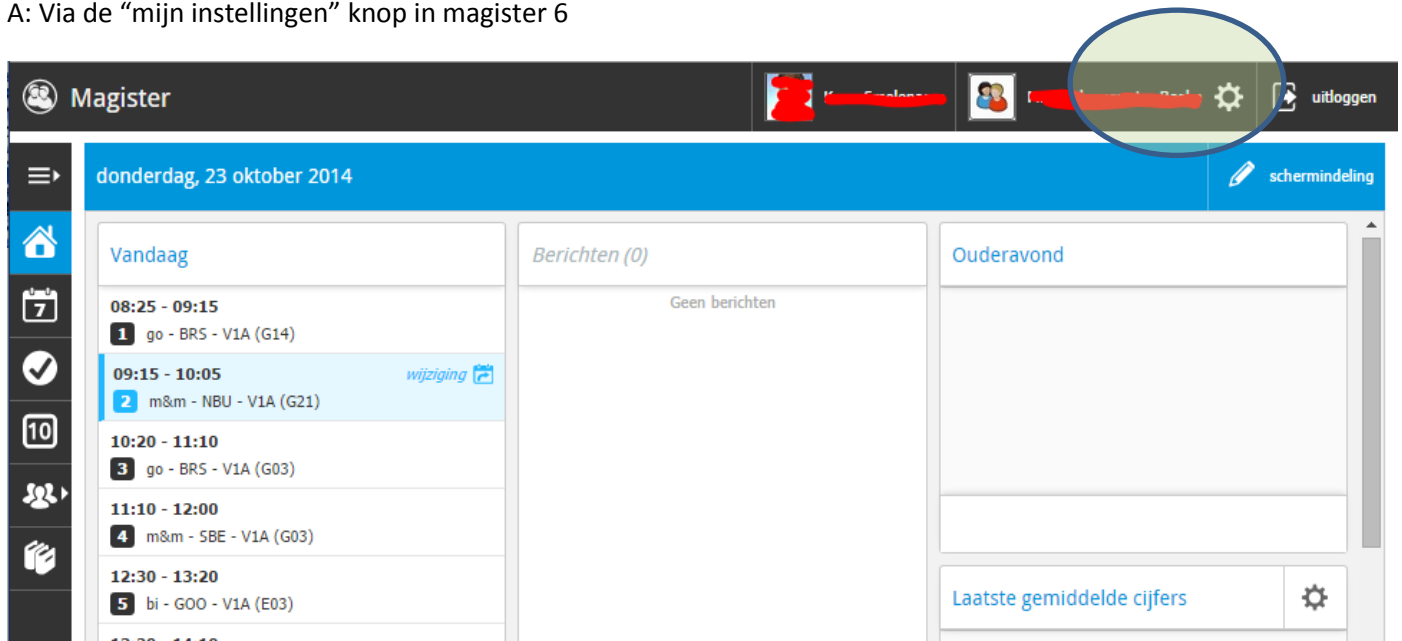 A: Via de “mijn instellingen” knop in magister 6
Magister
uitloggen
donderdag, 23 oktober 2014
schermindeling
7
10
Vandaag
08:25 - 09:15
1 go - BRS - V1A (G14)
09:15 - 10:05 wijziging
2 m&m - NBU - V1A (G21)
10:20 - 11:10
3 go - BRS - V1A (G03)
11:10 - 12:00
4 m&m - SBE - V1A (G03)
12:30 - 13:20
5 bi - GOO - V1A (E03)
Berichten (0)
Geen berichten
Ouderavond
Laatste gemiddelde cijfers